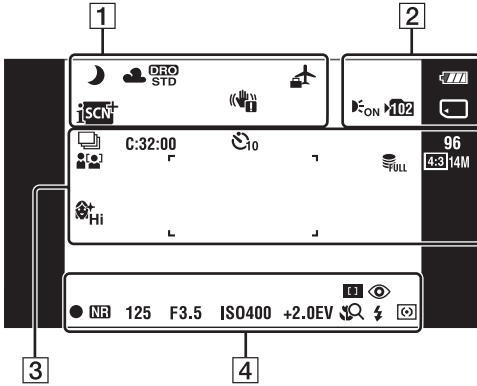 1 2
DRO
STD
iSCN+
ON 102
C:32:00 10 96
FULL 4:3 14M
Hi
NR 125 F3.5 ISO400 +2.0EV
3 4